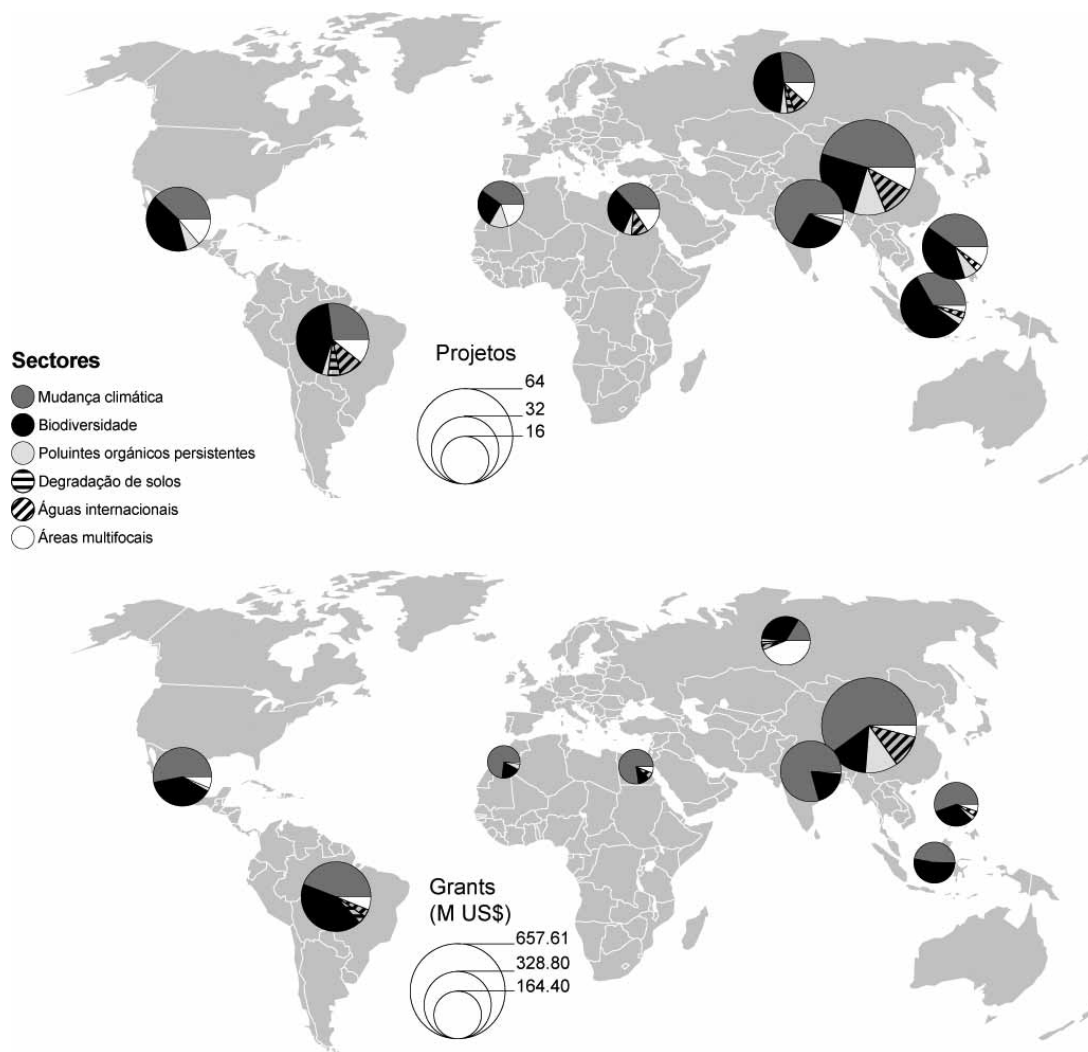 Projetos
64
32
16
Sectores
Mudança climática
Biodiversidade
Poluintes orgánicos persistentes
Degradação de solos
Águas internacionais
Áreas multifocais
Grants
(M US$)
657.61
328.80
164.40